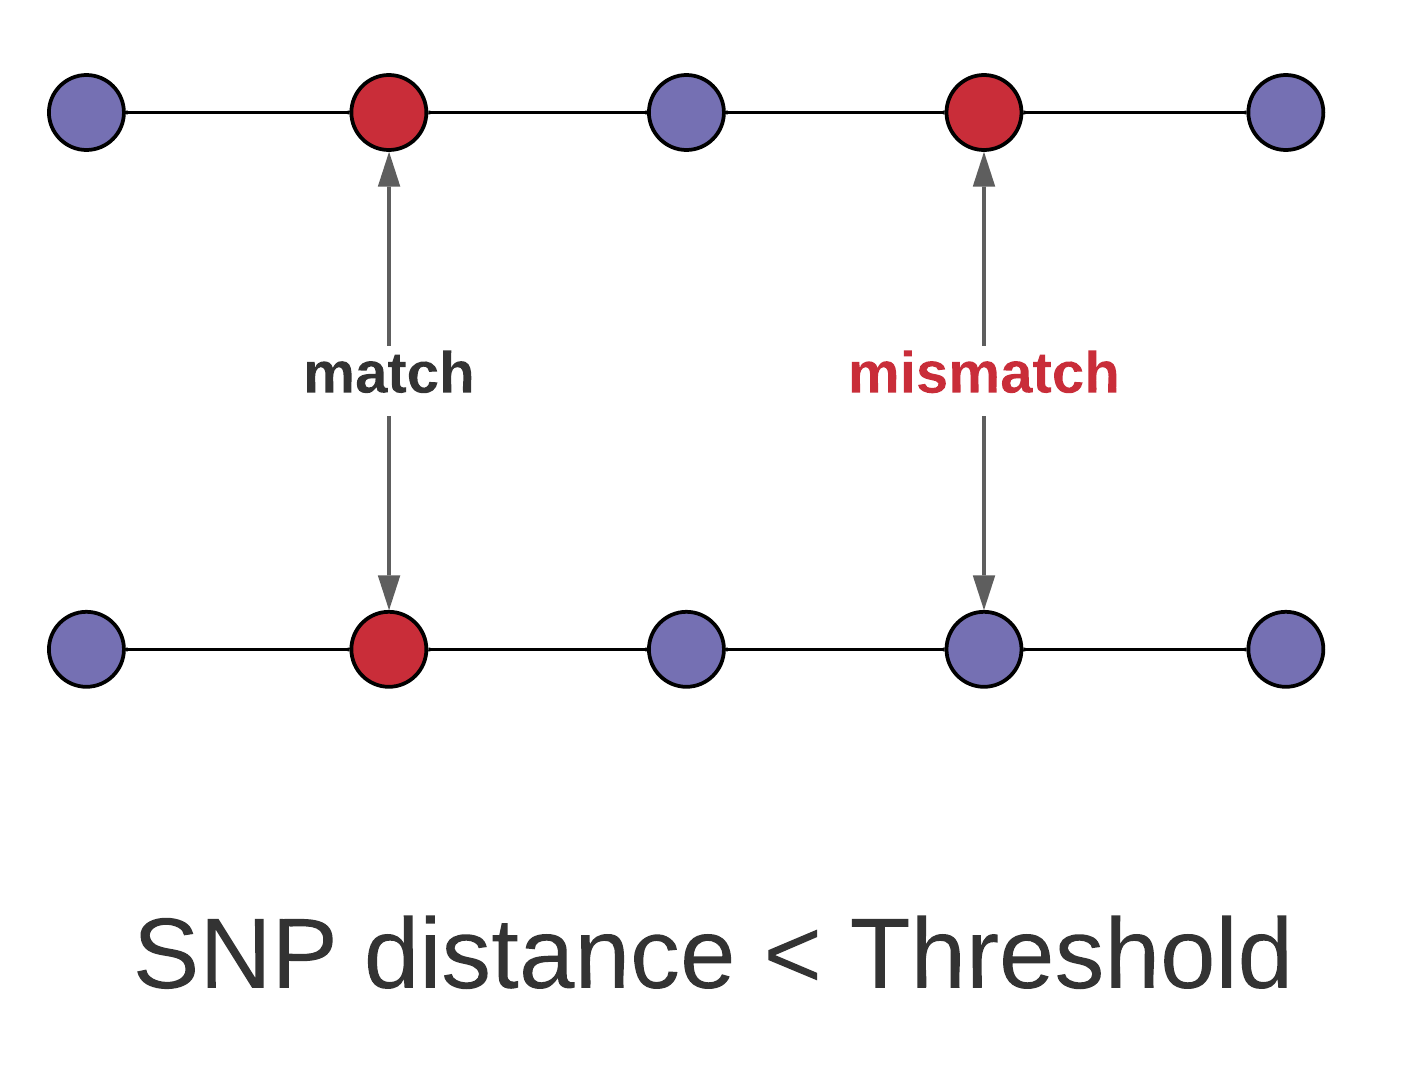 match
mismatch
SNP distance < Threshold